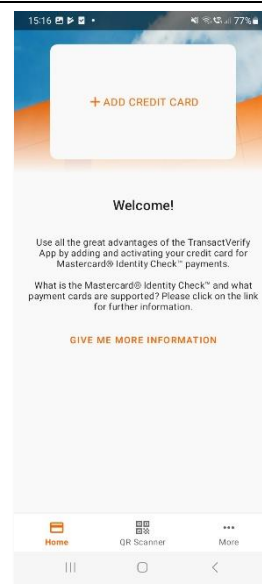 15:16
77%
+ ADD CREDIT CARD
Welcome!
Use all the great advantages of the TransactVerify
App by adding and activating your credit card for
Mastercard® Identity Check™ payments.
What is the Mastercard® Identity Check™ and what
payment cards are supported? Please click on the link
for further information.
GIVE ME MORE INFORMATION
Home
QR Scanner
More